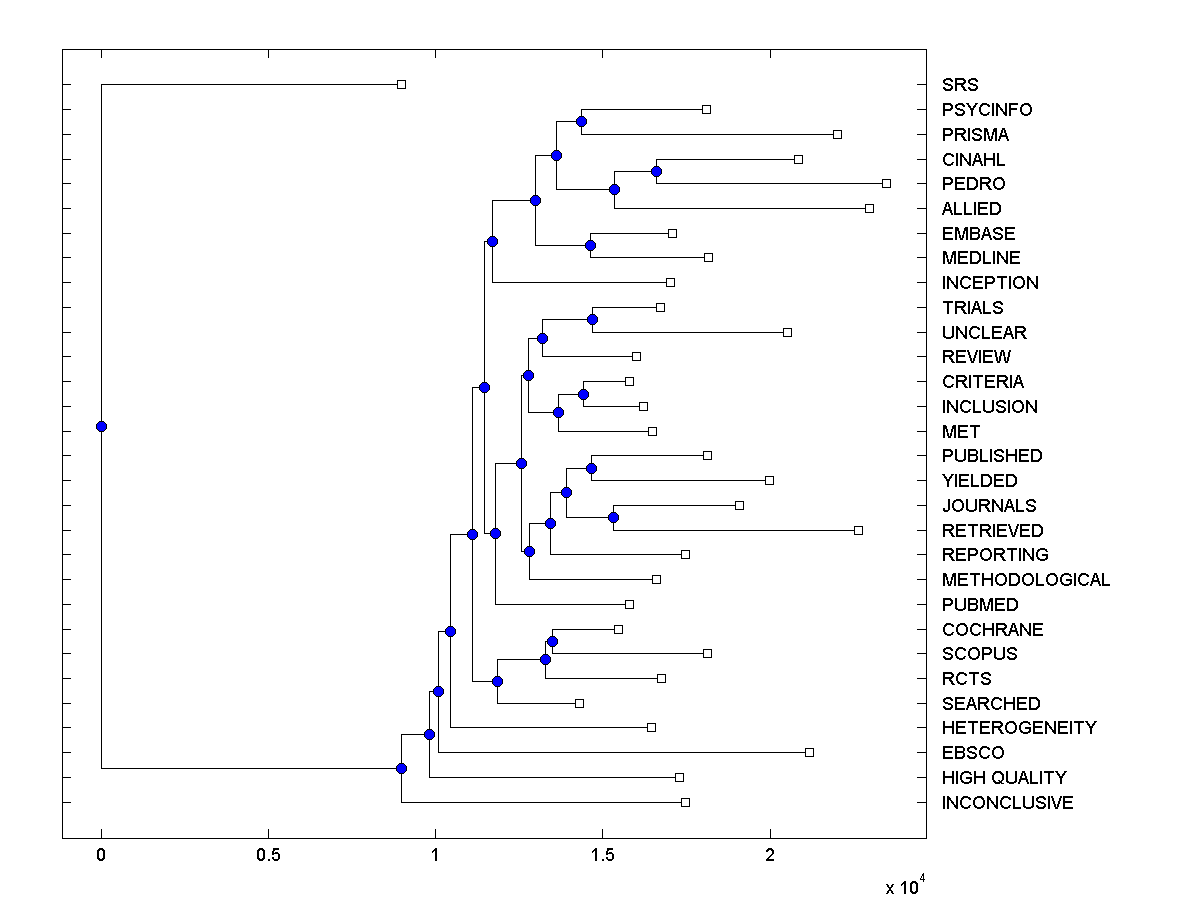 SRS
PSYCINFO
PRISMA
CINAHL
PEDRO
ALLIED
EMBASE
MEDLINE
INCEPTION
TRIALS
UNCLEAR
REVIEW
CRITERIA
INCLUSION
MET
PUBLISHED
YIELDED
JOURNALS
RETRIEVED
REPORTING
METHODOLOGICAL
PUBMED
COCHRANE
SCOPUS
RCTS
SEARCHED
HETEROGENEITY
EBSCO
HIGH QUALITY
INCONCLUSIVE
0 0.5 1 1.5 2
x 10^4